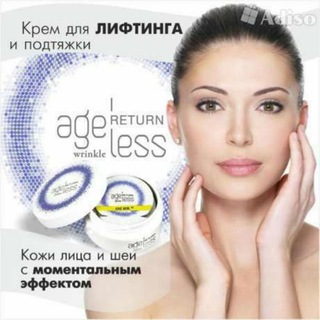 Adiso
Крем для ЛИФТИНГА
и подтяжки
I RETURN
age less
wrinkle
Кожи лица и шеи
с моментальным
эффектом